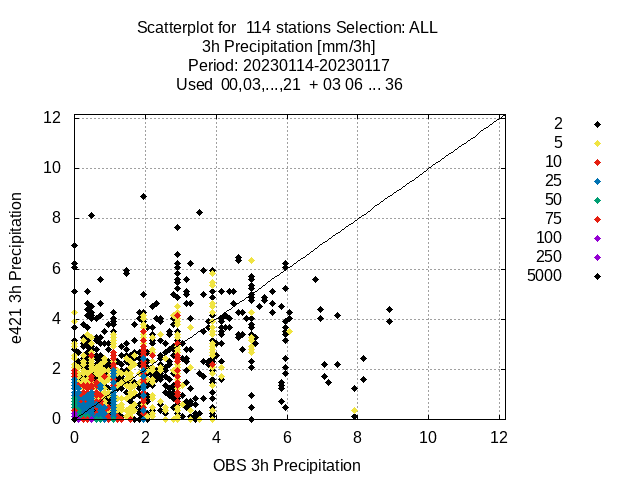 Scatterplot for  114 stations Selection: ALL
3h Precipitation [mm/3h]
Period: 20230114-20230117
Used  00,03,...,21  + 03 06 ... 36
12
10
8
6
4
2
0
e421 3h Precipitation
0 2 4 6 8 10 12
OBS 3h Precipitation
2
5
10
25
50
75
100
250
5000